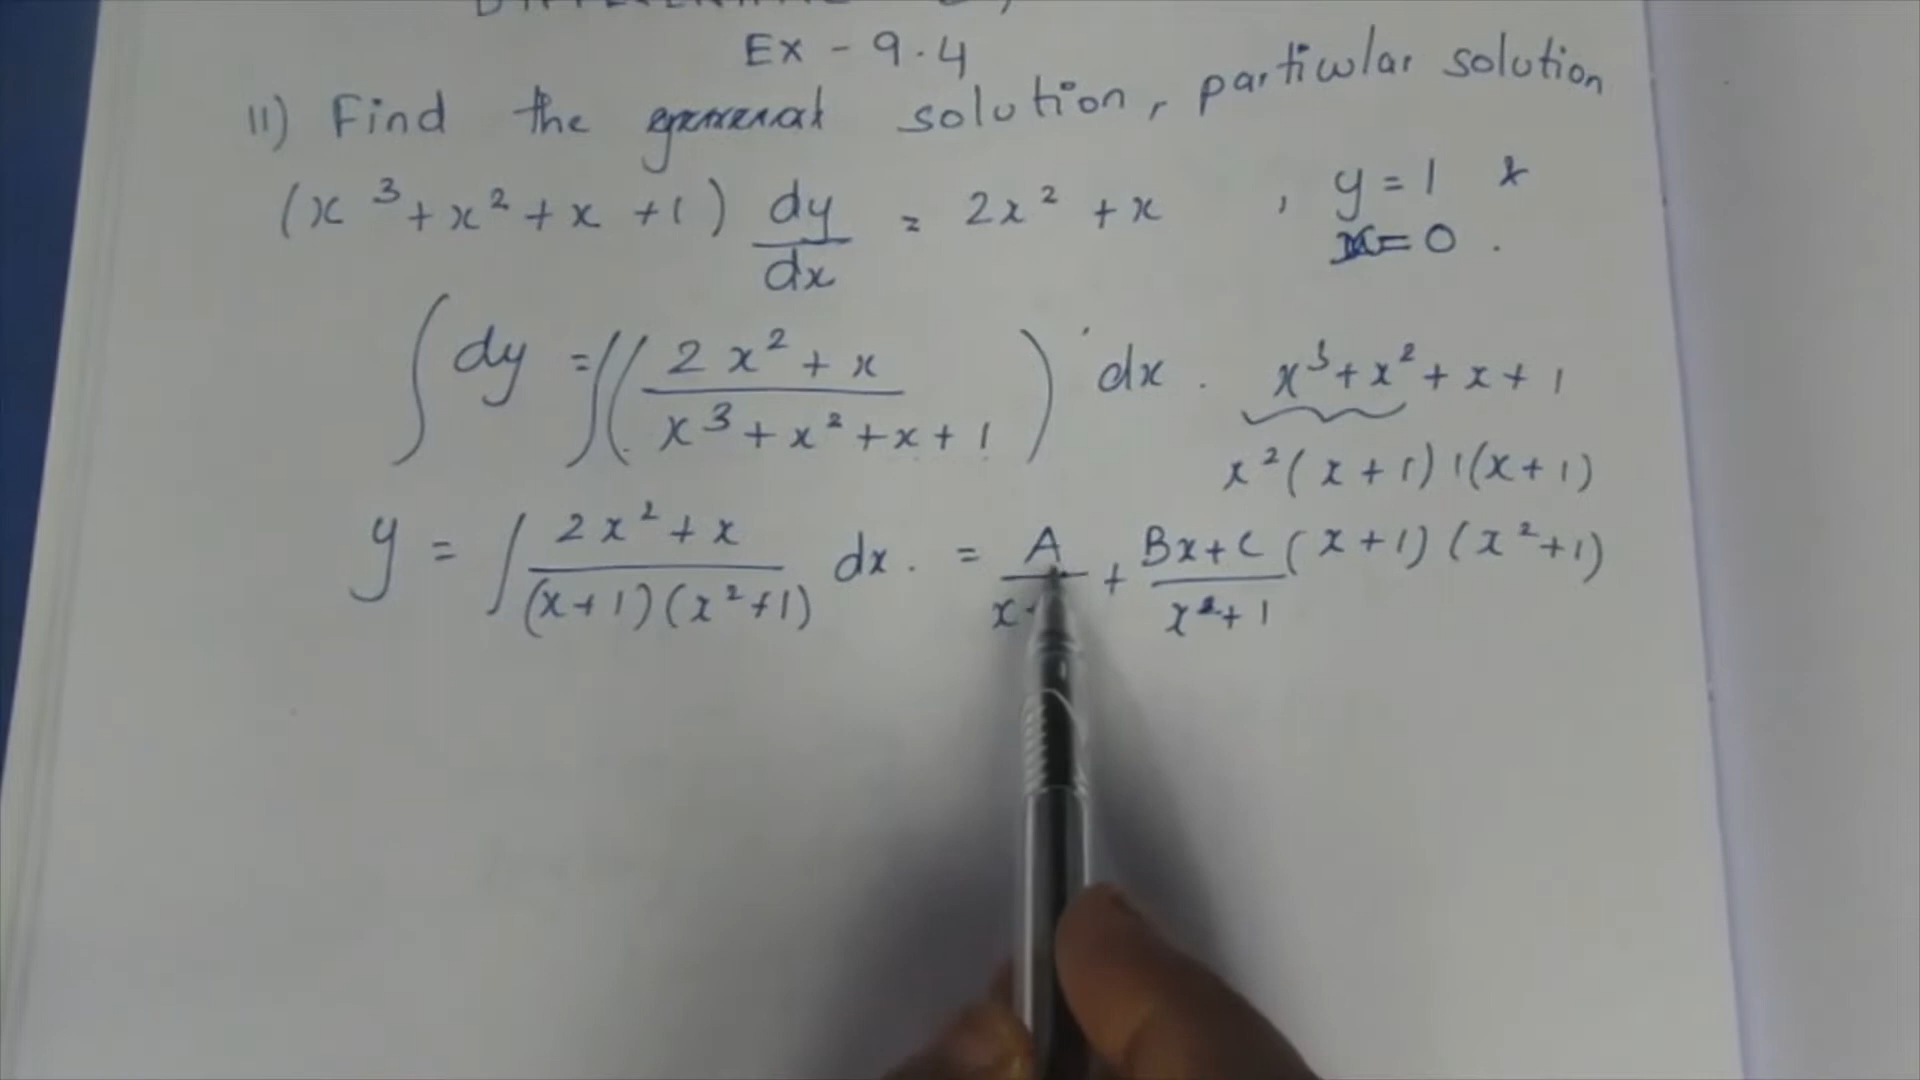 Ex - 9.4
11) Find the solution, particular solution
(x³ + x² + x + 1) dy/dx = 2x² + x , y = 1 &
x = 0 .
∫ dy = ∫ ( (2x² + x)/(x³ + x² + x + 1) ) dx . x³ + x² + x + 1
x² ( x + 1 ) 1(x + 1)
y = ∫ (2x² + x)/((x + 1)(x² + 1)) dx . = A/x + (Bx + C)/(x² + 1) ( x + 1 ) ( x² + 1 )